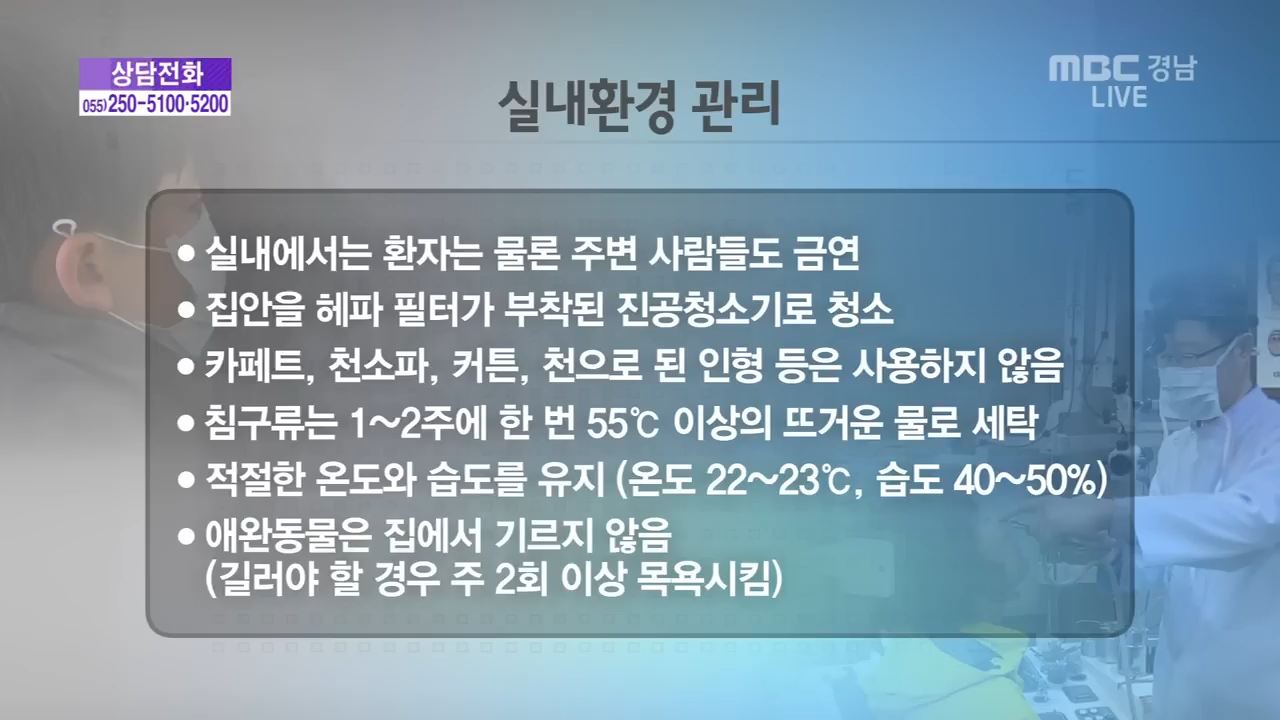 상담전화
055)250-5100·5200
MBC 경남
LIVE
실내환경 관리
• 실내에서는 환자는 물론 주변 사람들도 금연
• 집안을 헤파 필터가 부착된 진공청소기로 청소
• 카페트, 천소파, 커튼, 천으로 된 인형 등은 사용하지 않음
• 침구류는 1~2주에 한 번 55℃ 이상의 뜨거운 물로 세탁
• 적절한 온도와 습도를 유지 (온도 22~23℃, 습도 40~50%)
• 애완동물은 집에서 기르지 않음
(길러야 할 경우 주 2회 이상 목욕시킴)